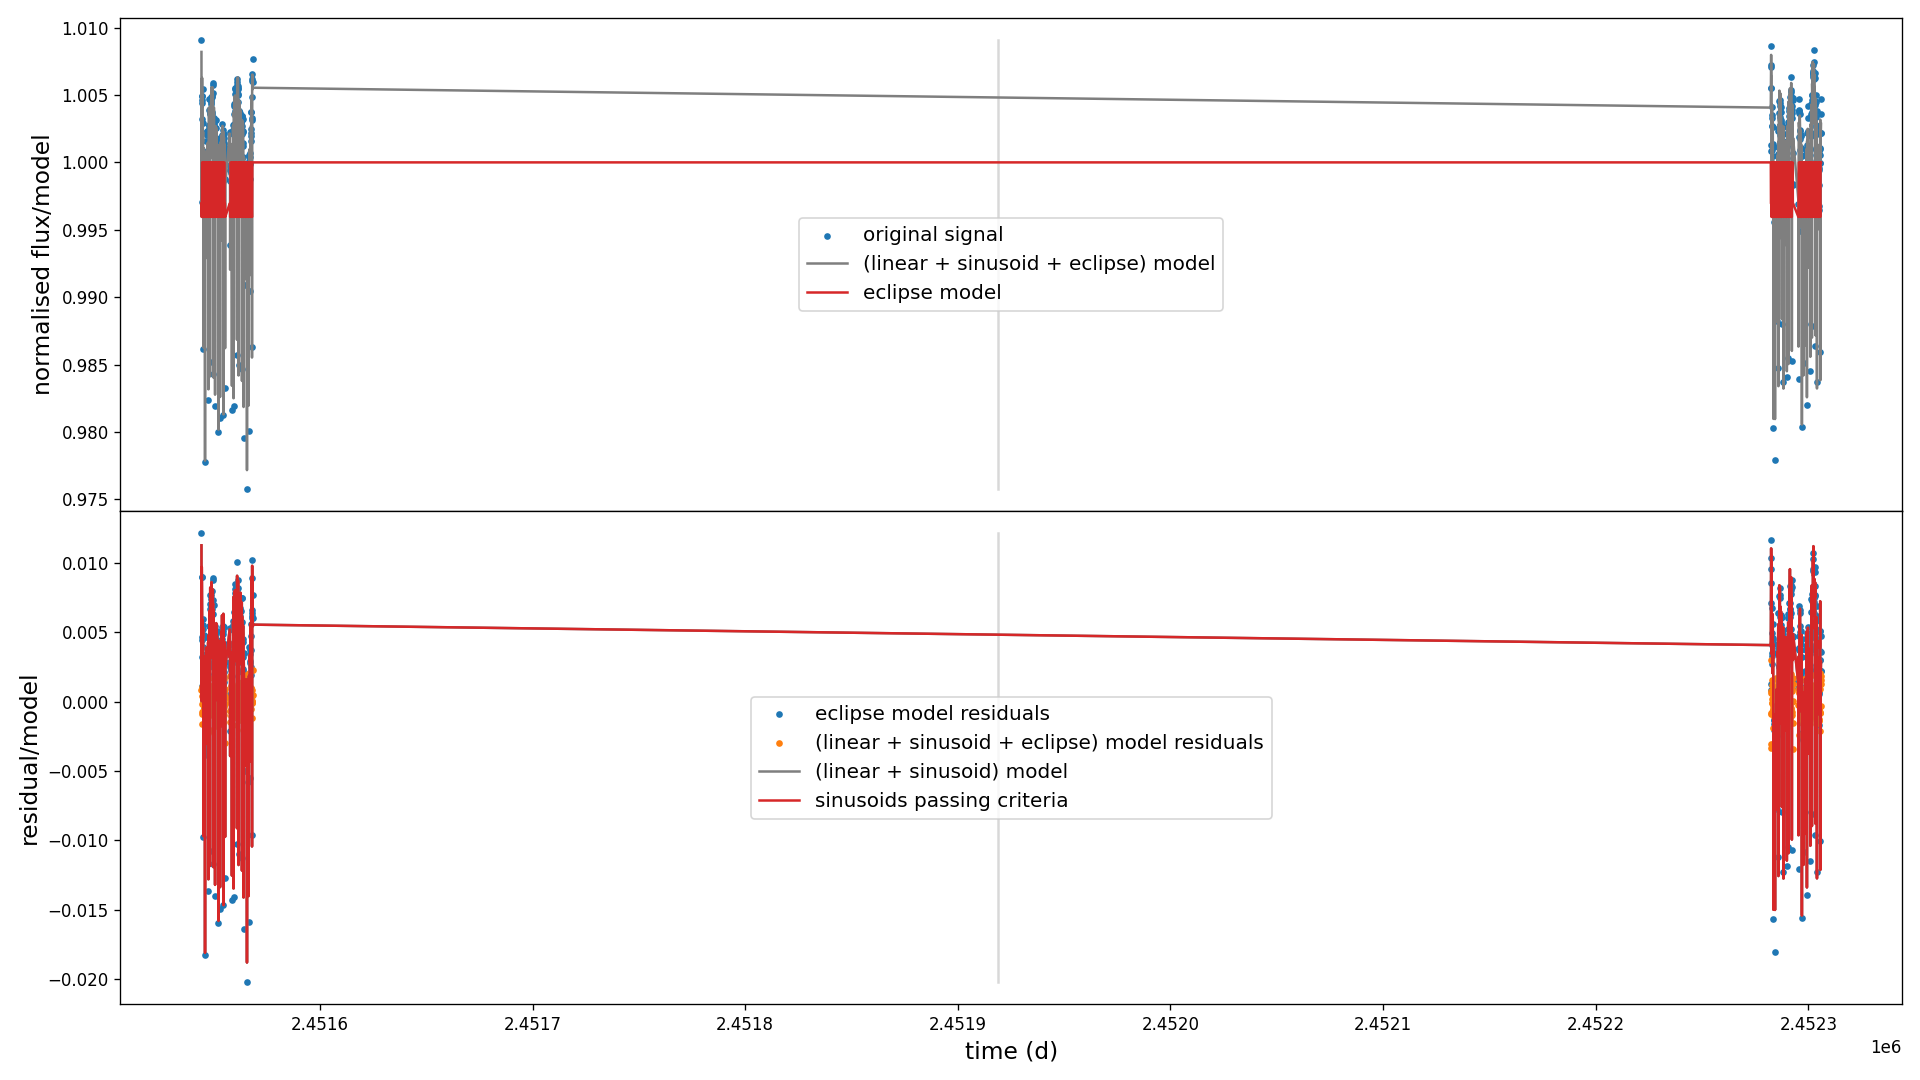 normalised flux/model
1.010
1.005
1.000
0.995
0.990
0.985
0.980
0.975
original signal
(linear + sinusoid + eclipse) model
eclipse model
residual/model
0.010
0.005
0.000
−0.005
−0.010
−0.015
−0.020
eclipse model residuals
(linear + sinusoid + eclipse) model residuals
(linear + sinusoid) model
sinusoids passing criteria
2.4516
2.4517
2.4518
2.4519
2.4520
2.4521
2.4522
2.4523
1e6
time (d)